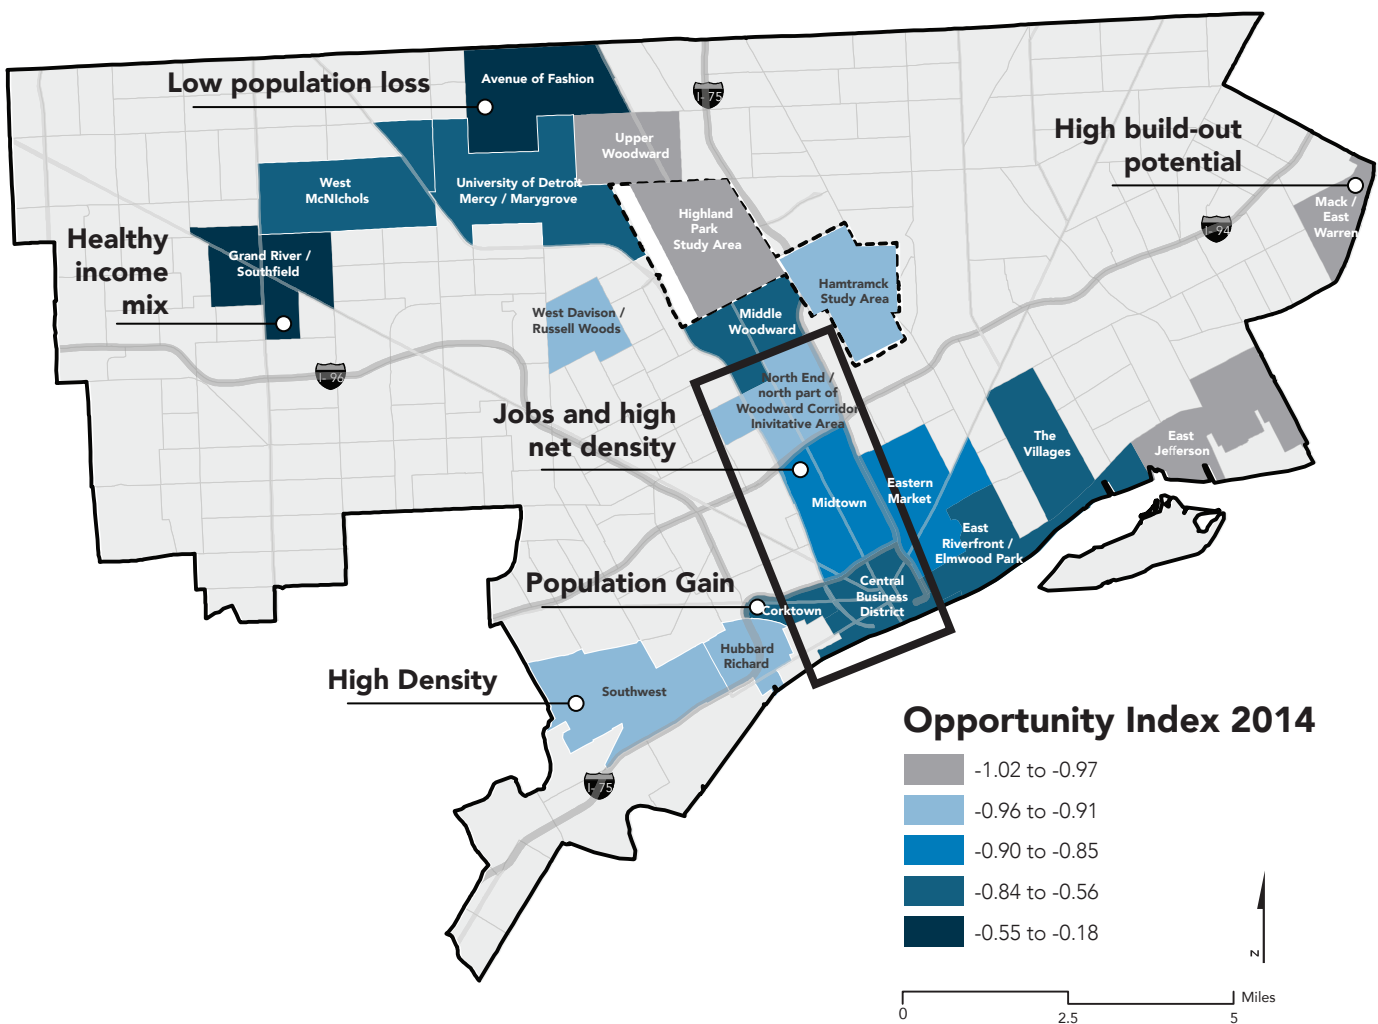 Low population loss
Avenue of Fashion
I- 75
Upper
Woodward
High build-out
potential
West
McNIchols
University of Detroit
Mercy / Marygrove
Highland
Park
Study Area
Mack /
East
Warren
I- 94
Healthy
income
mix
Grand River /
Southfield
Hamtramck
Study Area
West Davison /
Russell Woods
Middle
Woodward
I- 96
North End /
north part of
Woodward Corridor
Inivitative Area
Jobs and high
net density
The
Villages
East
Jefferson
Midtown
Eastern
Market
East
Riverfront /
Elmwood Park
Population Gain
Corktown
Central
Business
District
Hubbard
Richard
High Density
Southwest
I- 75
Opportunity Index 2014
-1.02 to -0.97
-0.96 to -0.91
-0.90 to -0.85
-0.84 to -0.56
-0.55 to -0.18
N
Miles
0
2.5
5